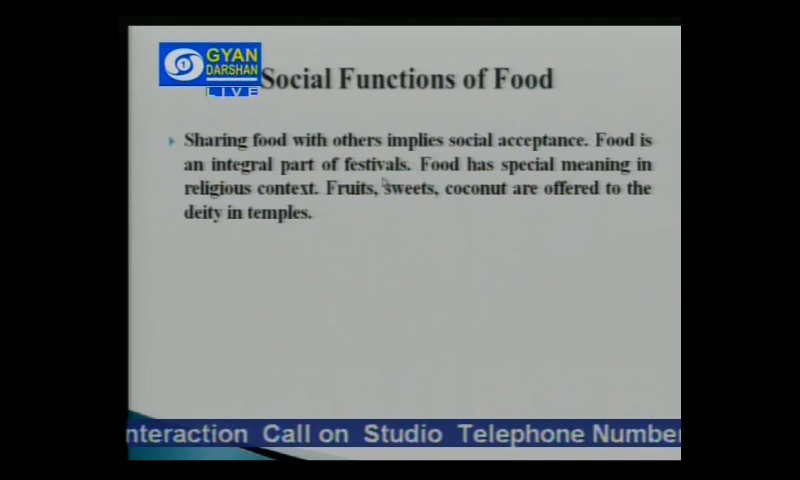 GYAN
DARSHAN
LIVE
Social Functions of Food
Sharing food with others implies social acceptance. Food is
an integral part of festivals. Food has special meaning in
religious context. Fruits, sweets, coconut are offered to the
deity in temples.
nteraction Call on Studio Telephone Number